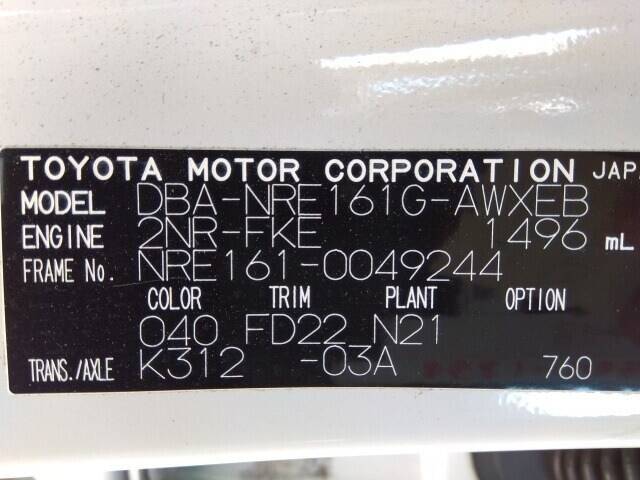 TOYOTA MOTOR CORPORATION JAPA
MODEL DBA-NRE161G-AWXEB
ENGINE 2NR-FKE 1496 mL
FRAME No. NRE161-0049244
COLOR TRIM PLANT OPTION
040 FD22 N21
TRANS./AXLE K312 -03A 760